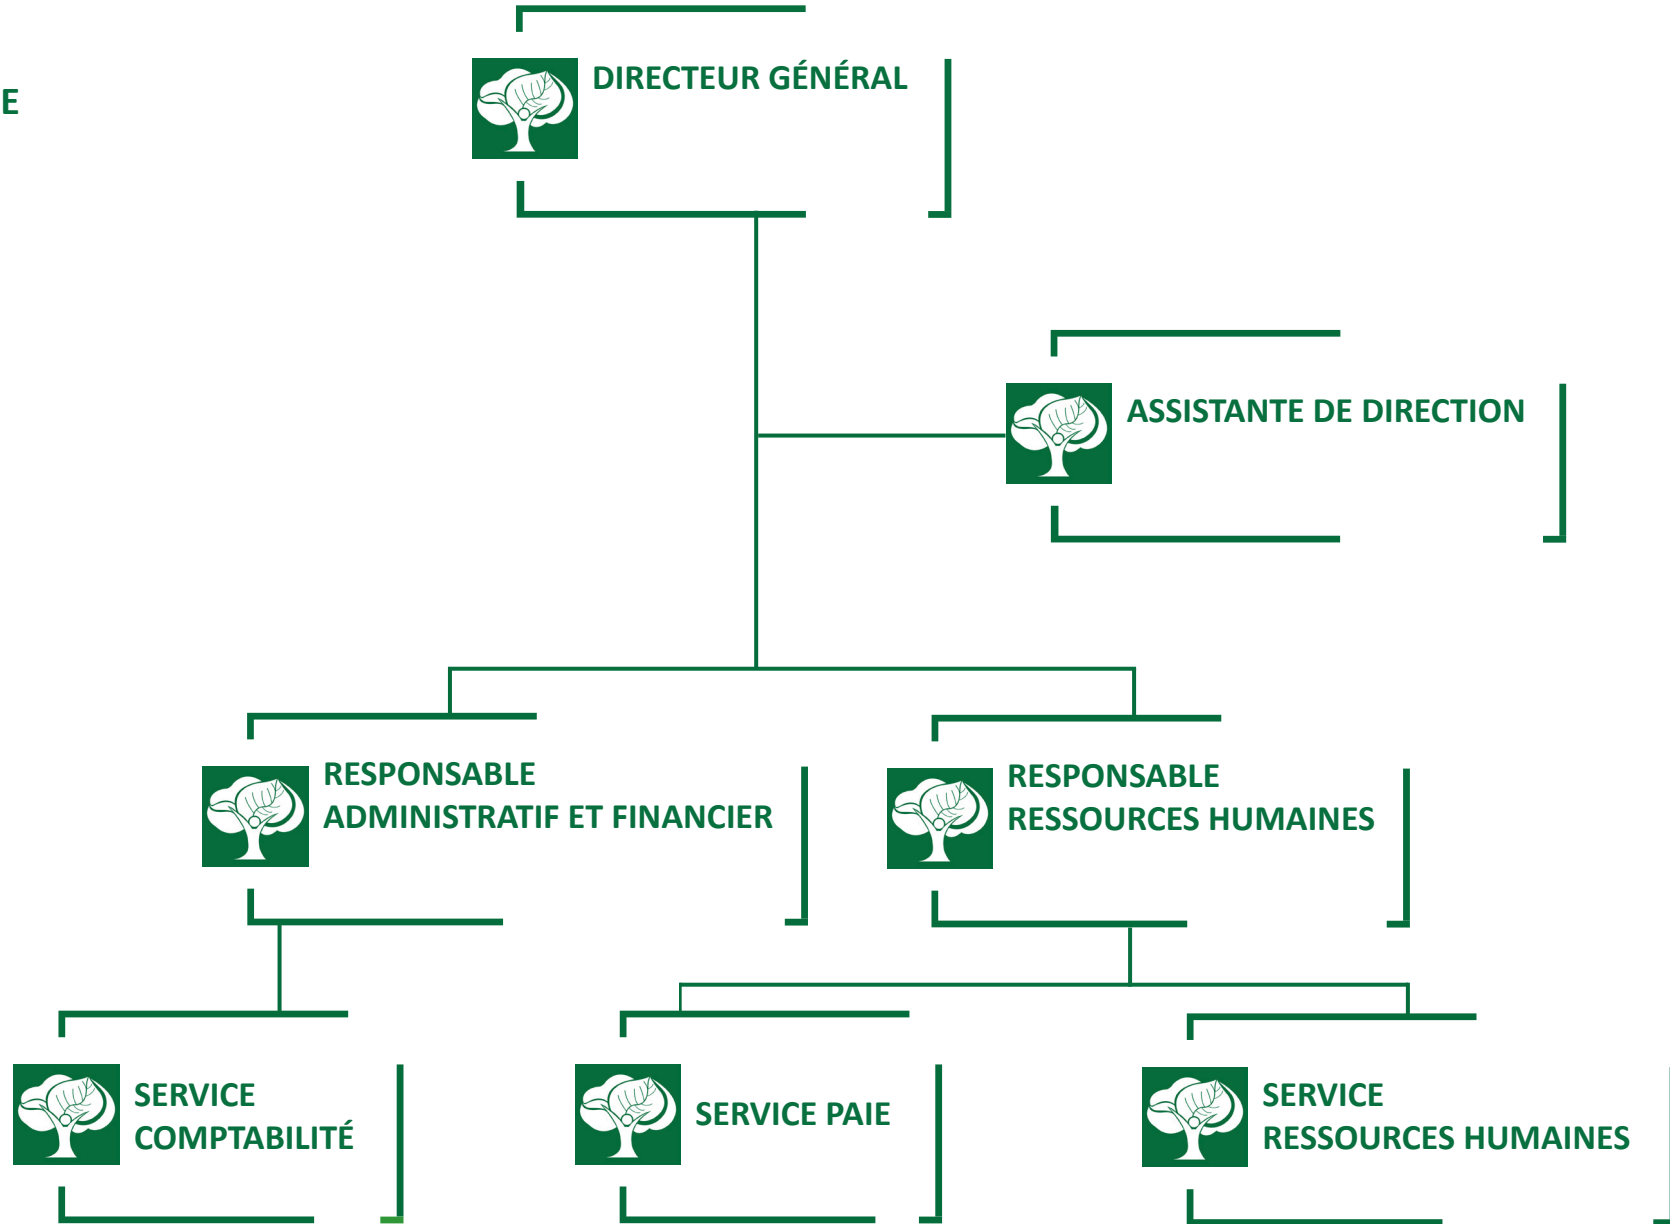 E
DIRECTEUR GÉNÉRAL
ASSISTANTE DE DIRECTION
RESPONSABLE
ADMINISTRATIF ET FINANCIER
RESPONSABLE
RESSOURCES HUMAINES
SERVICE
COMPTABILITÉ
SERVICE PAIE
SERVICE
RESSOURCES HUMAINES